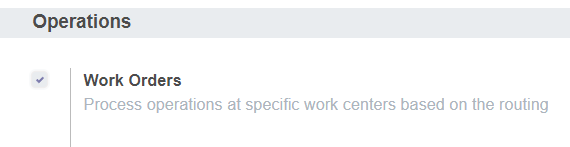 Operations
Work Orders
Process operations at specific work centers based on the routing